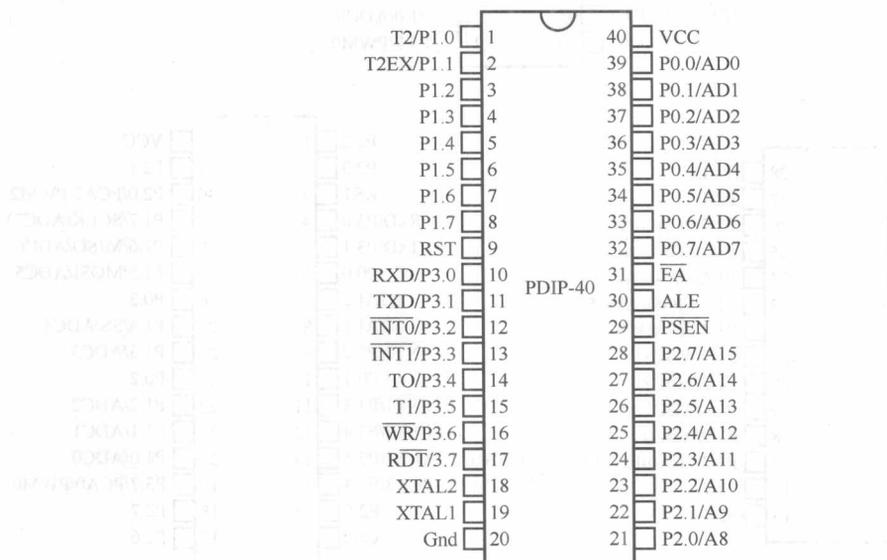 T2/P1.0 1 40 VCC
T2EX/P1.1 2 39 P0.0/AD0
P1.2 3 38 P0.1/AD1
P1.3 4 37 P0.2/AD2
P1.4 5 36 P0.3/AD3
P1.5 6 35 P0.4/AD4
P1.6 7 34 P0.5/AD5
P1.7 8 33 P0.6/AD6
RST 9 32 P0.7/AD7
RXD/P3.0 10 31 EA
PDIP-40
TXD/P3.1 11 30 ALE
INT0/P3.2 12 29 PSEN
INT1/P3.3 13 28 P2.7/A15
TO/P3.4 14 27 P2.6/A14
T1/P3.5 15 26 P2.5/A13
WR/P3.6 16 25 P2.4/A12
RDT/3.7 17 24 P2.3/A11
XTAL2 18 23 P2.2/A10
XTAL1 19 22 P2.1/A9
Gnd 20 21 P2.0/A8